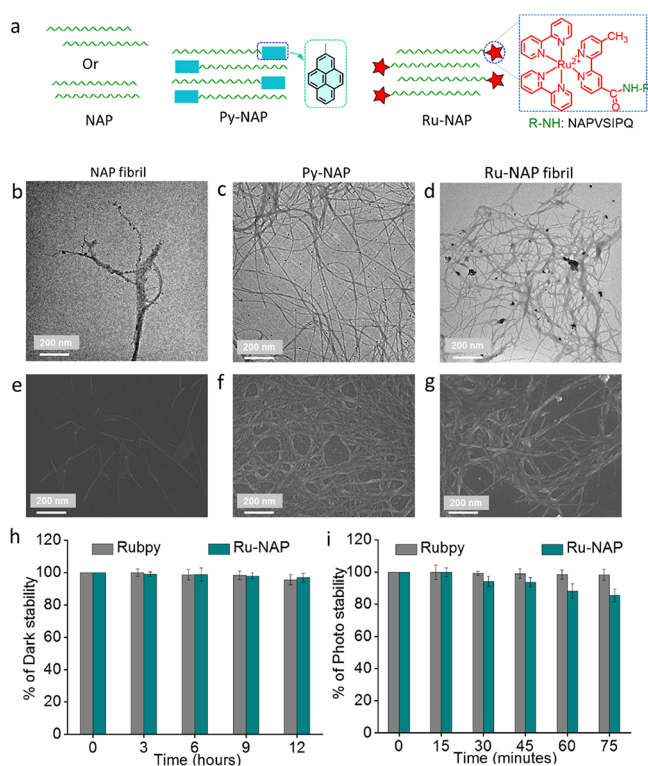 a
Or
NAP
Py-NAP
Ru-NAP
N
N
N
N
N
N
Ru
2+
CH₃
NH-R
O
R-NH: NAPVSIPQ
NAP fibril
Py-NAP
Ru-NAP fibril
b
c
d
200 nm
200 nm
200 nm
e
f
g
200 nm
200 nm
200 nm
h
Rubpy
Ru-NAP
% of Dark stability
120
100
80
60
40
20
0
0 3 6 9 12
Time (hours)
i
Rubpy
Ru-NAP
% of Photo stability
120
100
80
60
40
20
0
0 15 30 45 60 75
Time (minutes)